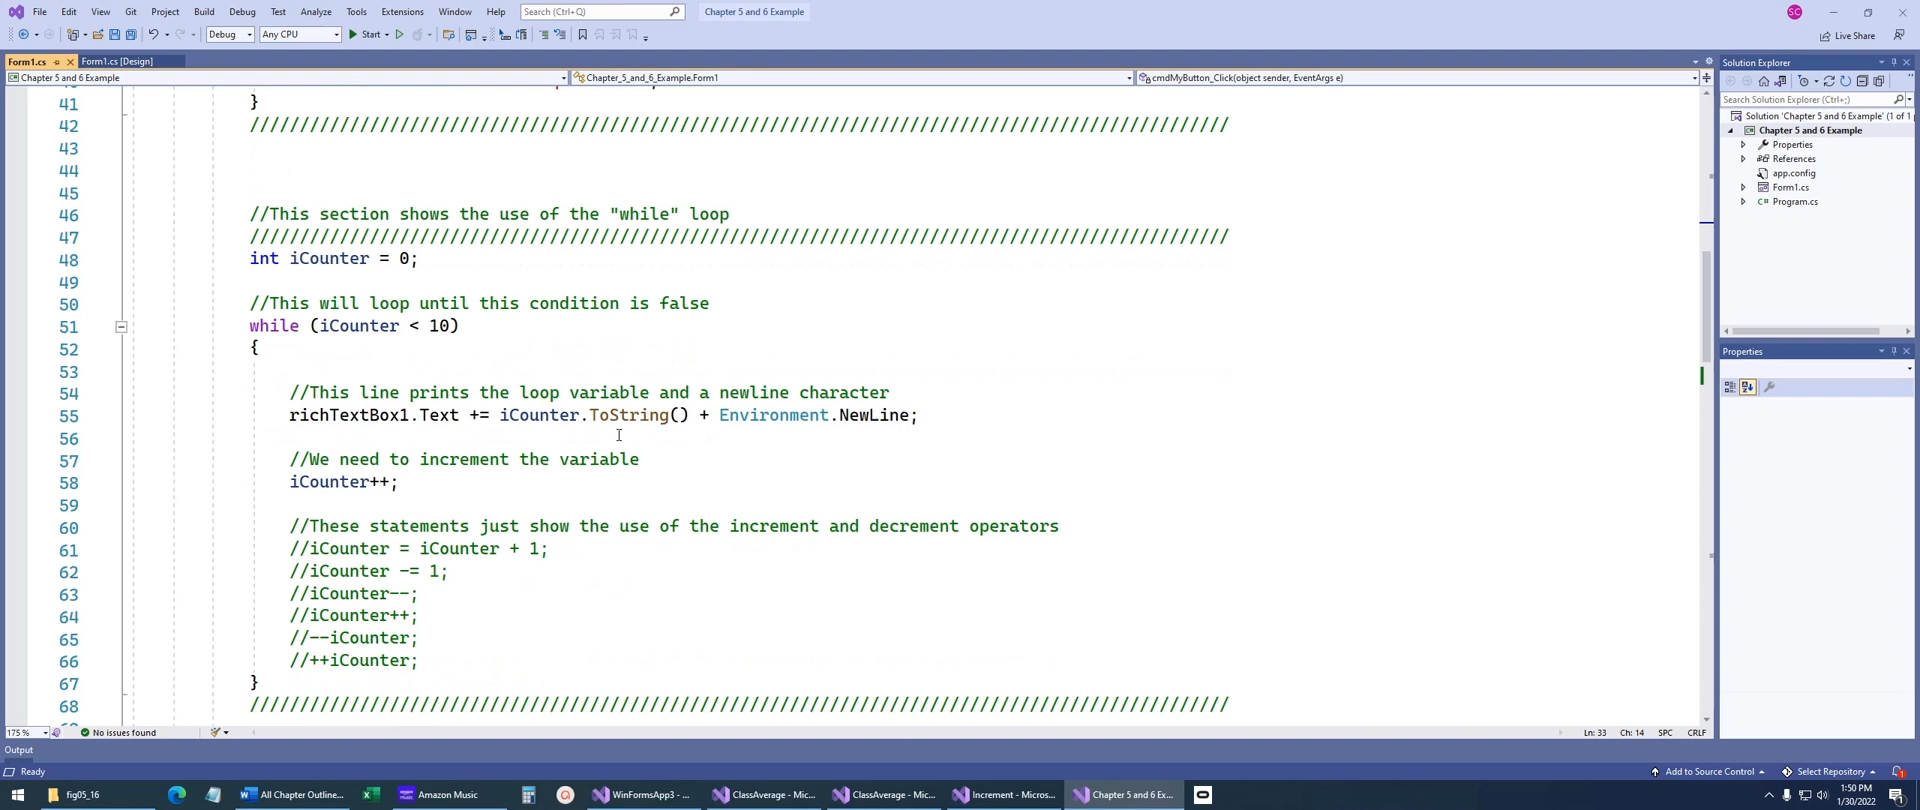 File Edit View Git Project Build Debug Test Analyze Tools Extensions Window Help Search (Ctrl+Q) Chapter 5 and 6 Example SC
Debug Any CPU Start Live Share
Form1.cs Form1.cs [Design] Solution Explorer
Chapter 5 and 6 Example Chapter_5_and_6_Example.Form1 cmdMyButton_Click(object sender, EventArgs e)
Search Solution Explorer (Ctrl+;)
Solution 'Chapter 5 and 6 Example' (1 of 1
Chapter 5 and 6 Example
Properties
References
app.config
Form1.cs
Program.cs
Properties
41 }
42 //////////////////////////////////////////////////////////////////////////////////////////////////
43
44
45
46 //This section shows the use of the "while" loop
47 //////////////////////////////////////////////////////////////////////////////////////////////////
48 int iCounter = 0;
49
50 //This will loop until this condition is false
51 while (iCounter < 10)
52 {
53
54 //This line prints the loop variable and a newline character
55 richTextBox1.Text += iCounter.ToString() + Environment.NewLine;
56
57 //We need to increment the variable
58 iCounter++;
59
60 //These statements just show the use of the increment and decrement operators
61 //iCounter = iCounter + 1;
62 //iCounter -= 1;
63 //iCounter--;
64 //iCounter++;
65 //--iCounter;
66 //++iCounter;
67 }
68 //////////////////////////////////////////////////////////////////////////////////////////////////
175 % No issues found Ln: 33 Ch: 14 SPC CRLF
Output
Ready Add to Source Control Select Repository 1
fig05_16 All Chapter Outline... Amazon Music WinFormsApp3 - ... ClassAverage - Mic... ClassAverage - Mic... Increment - Micros... Chapter 5 and 6 Ex... 1:50 PM
1/30/2022 1